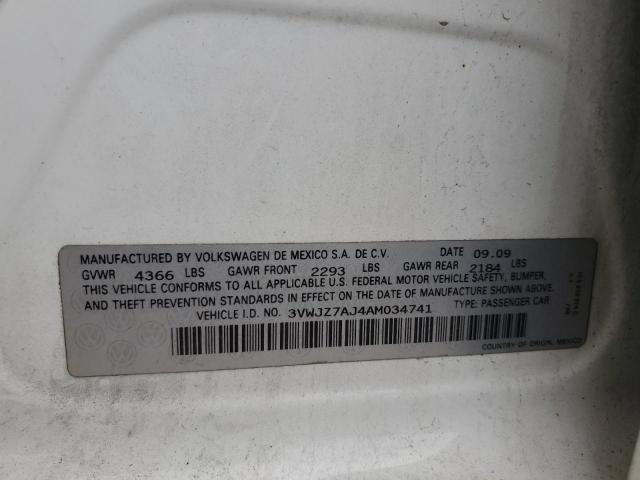 MANUFACTURED BY VOLKSWAGEN DE MEXICO S.A. DE C.V. DATE 09.09
GVWR 4366 LBS GAWR FRONT 2293 LBS GAWR REAR 2184 LBS
THIS VEHICLE CONFORMS TO ALL APPLICABLE U.S. FEDERAL MOTOR VEHICLE SAFETY, BUMPER,
AND THEFT PREVENTION STANDARDS IN EFFECT ON THE DATE OF MANUFACTURE SHOWN ABOVE.
VEHICLE I.D. NO. 3VWJZ7AJ4AM034741 TYPE: PASSENGER CAR
COUNTRY OF ORIGIN: MEXICO